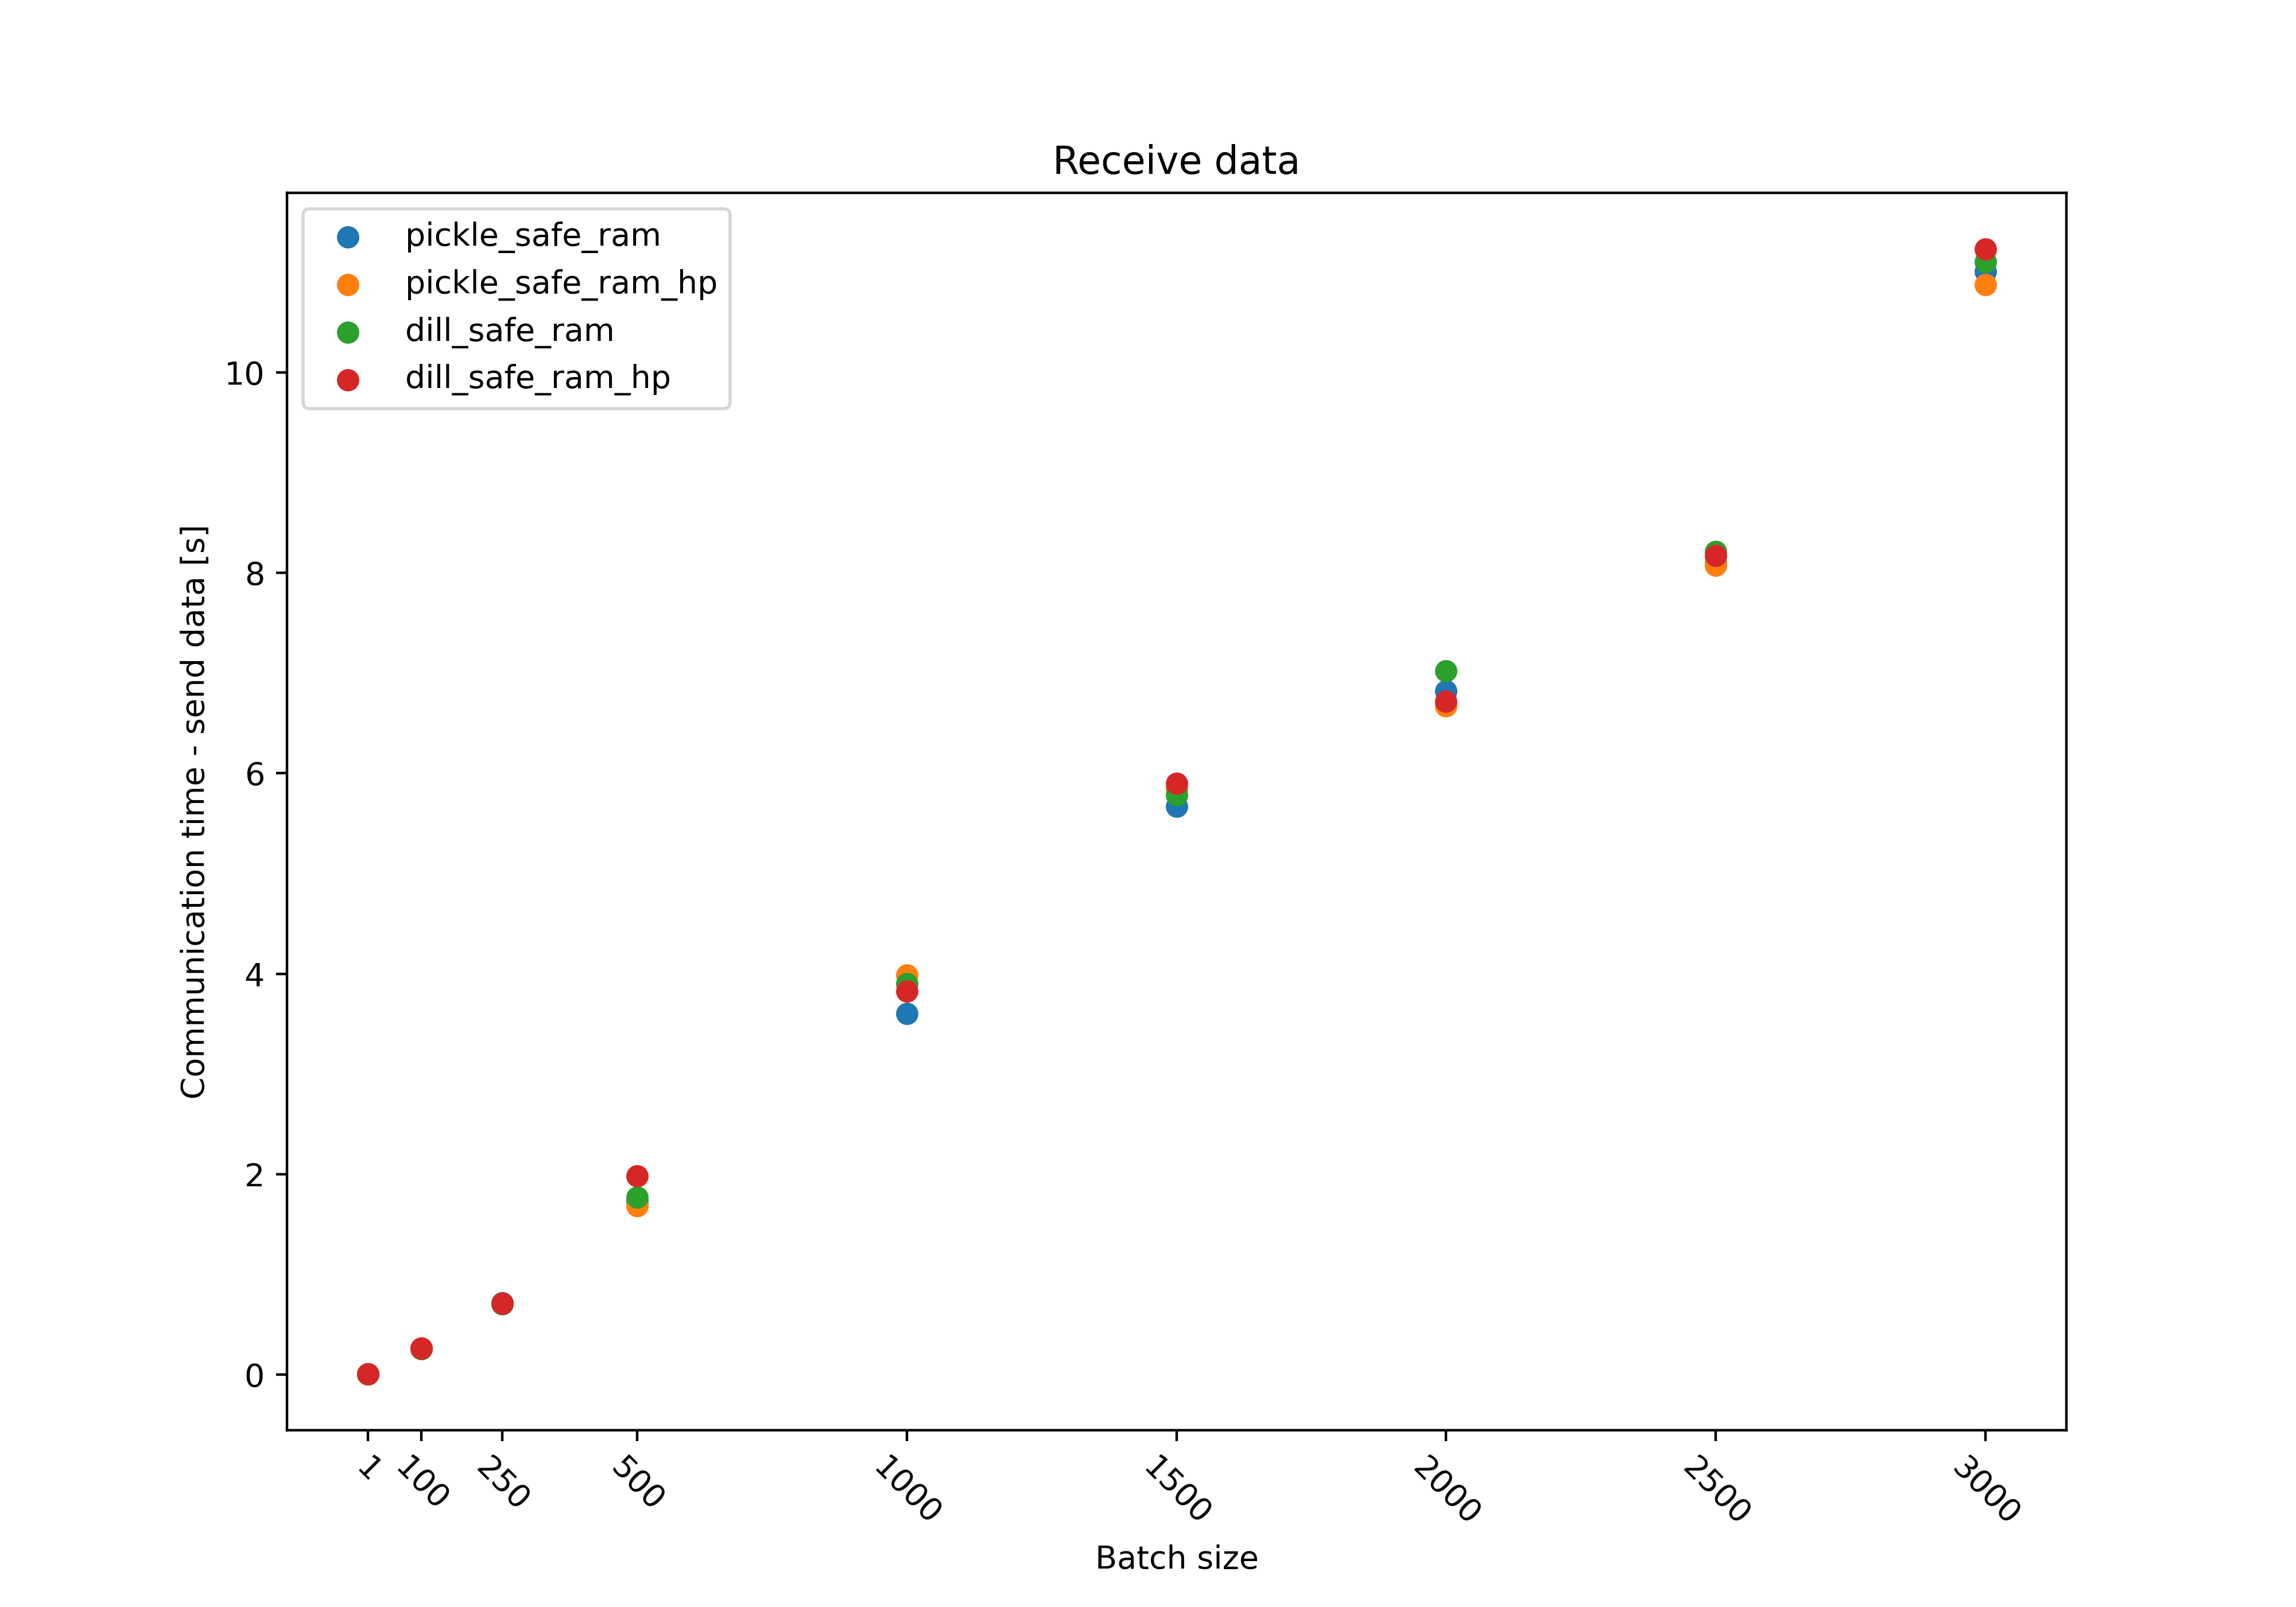 Receive data
pickle_safe_ram
pickle_safe_ram_hp
dill_safe_ram
dill_safe_ram_hp
Communication time - send data [s]
10
8
6
4
2
0
1 100 250 500 1000 1500 2000 2500 3000
Batch size